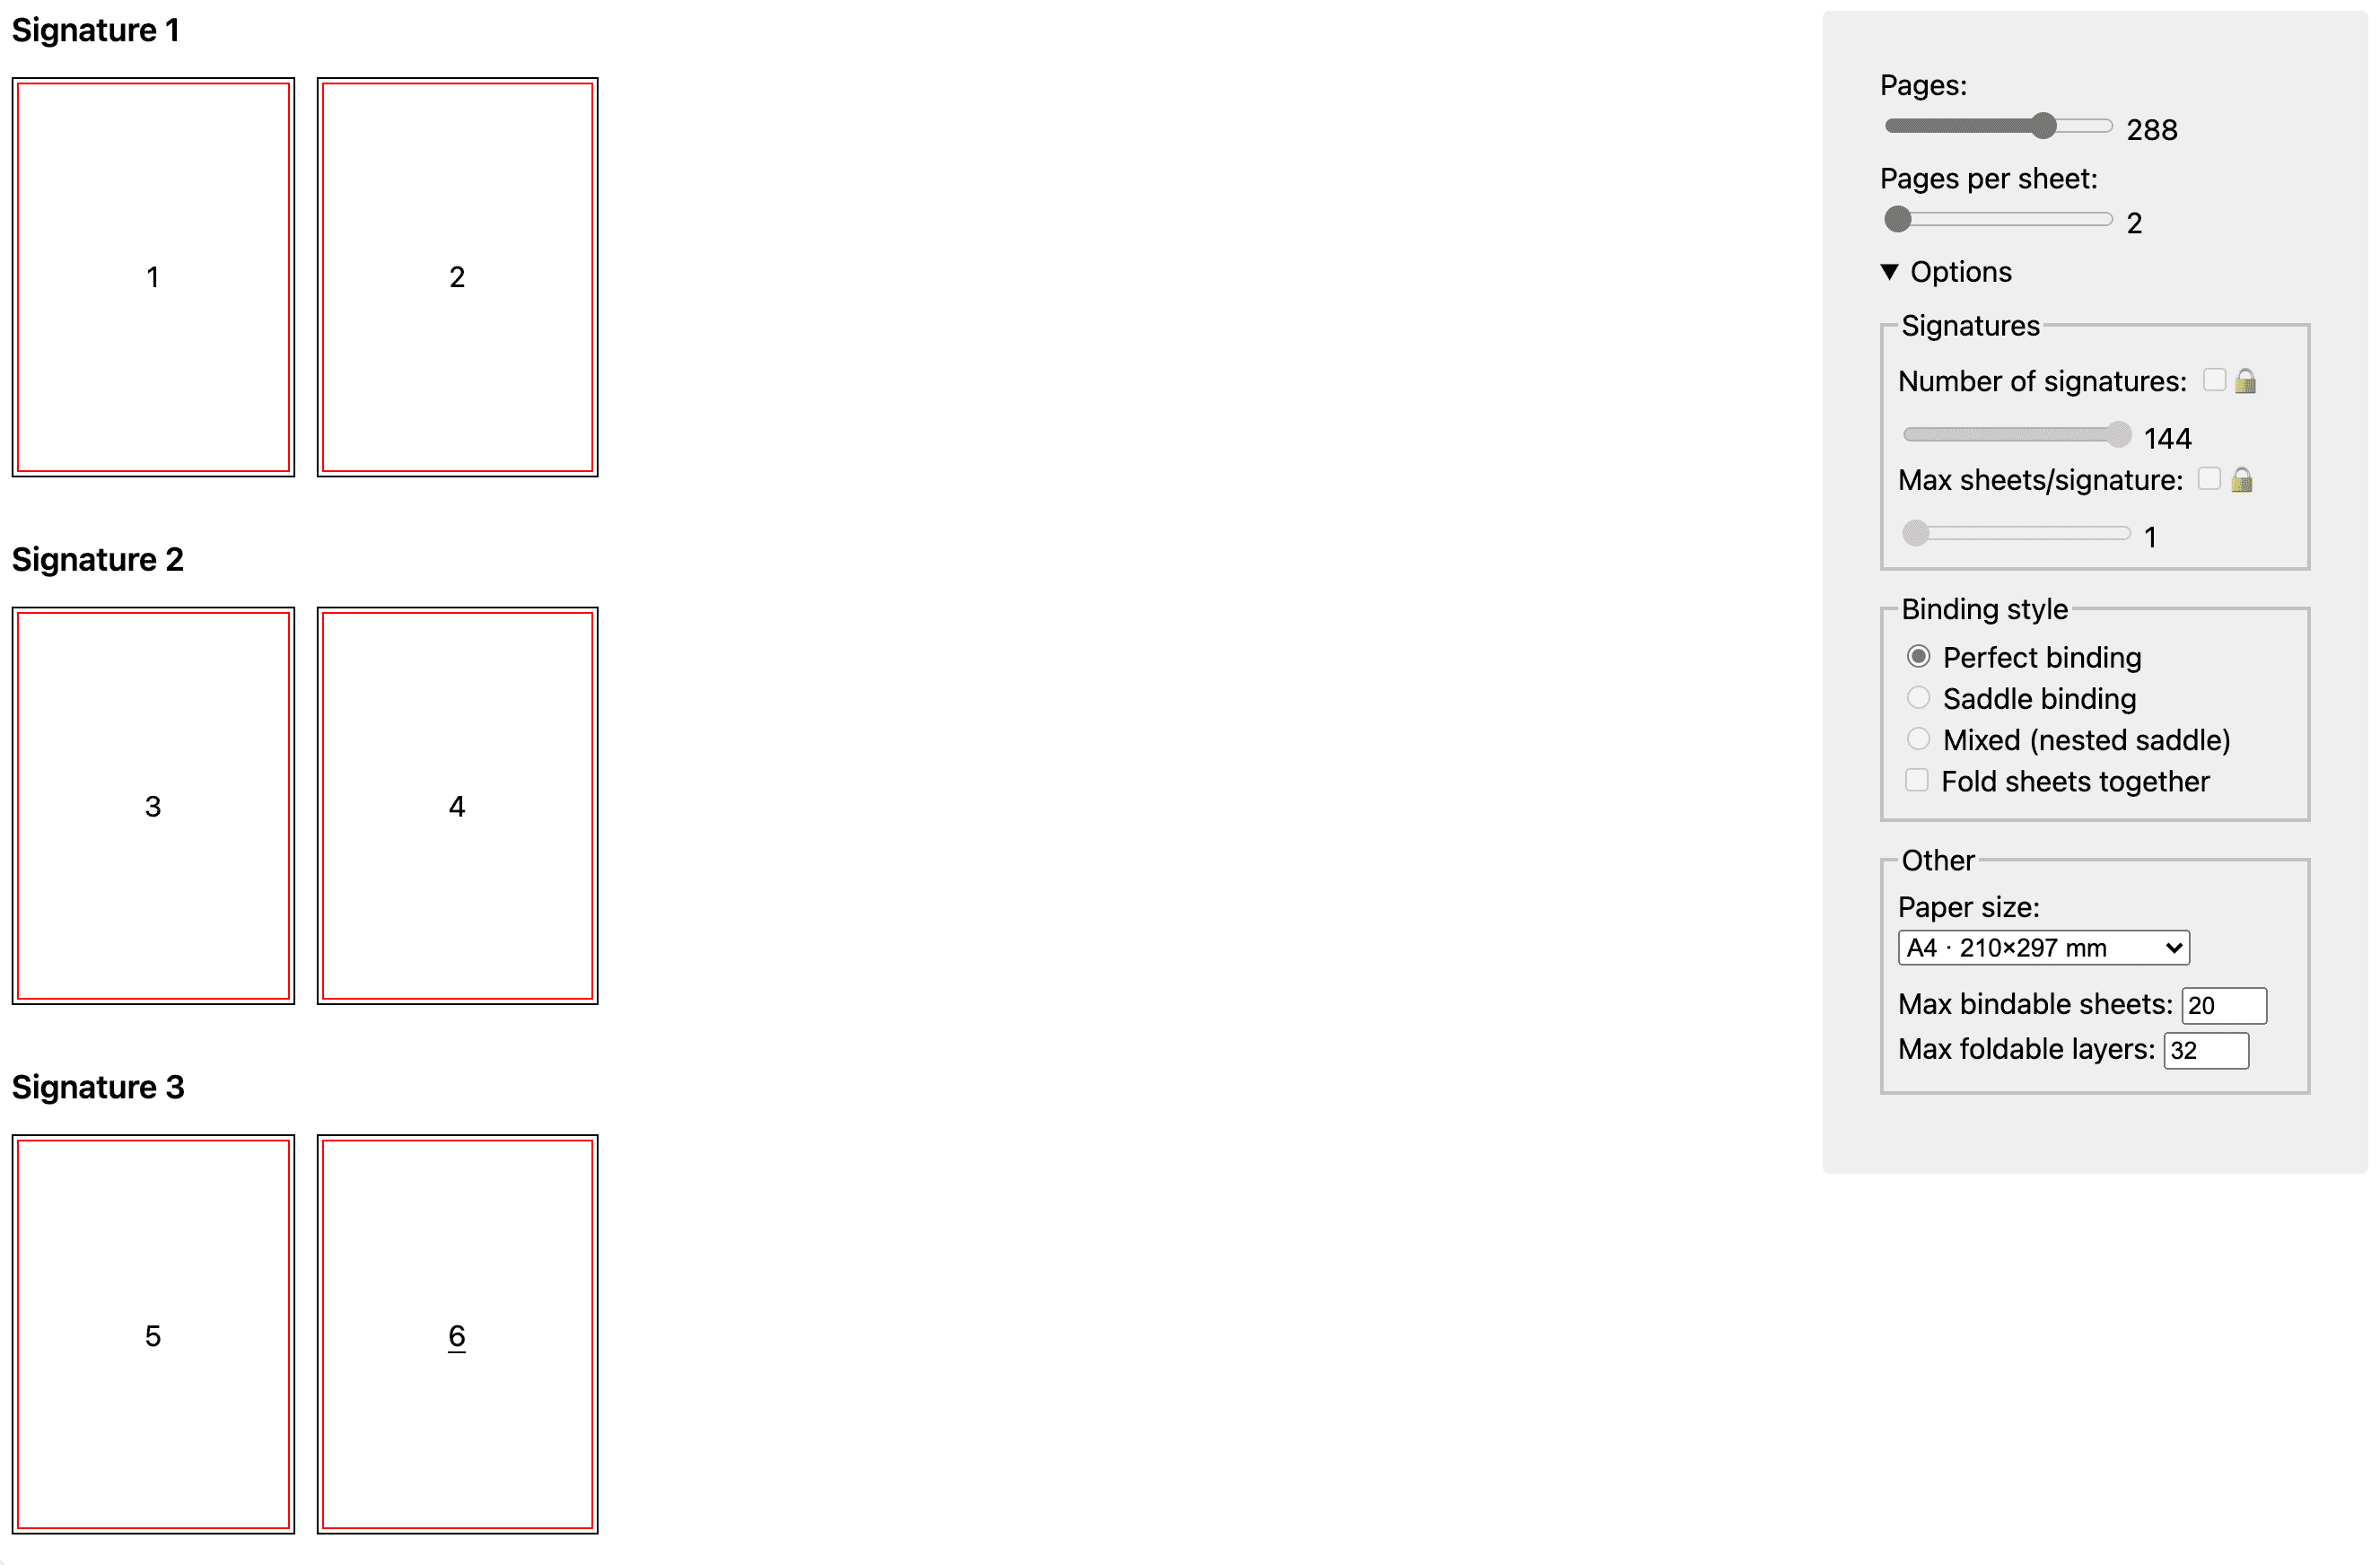 Signature 1
1
2
Signature 2
3
4
Signature 3
5
6
Pages:
288
Pages per sheet:
2
▼ Options
Signatures
Number of signatures: 🔒
144
Max sheets/signature: 🔒
1
Binding style
Perfect binding
Saddle binding
Mixed (nested saddle)
Fold sheets together
Other
Paper size:
A4 · 210×297 mm
Max bindable sheets: 20
Max foldable layers: 32